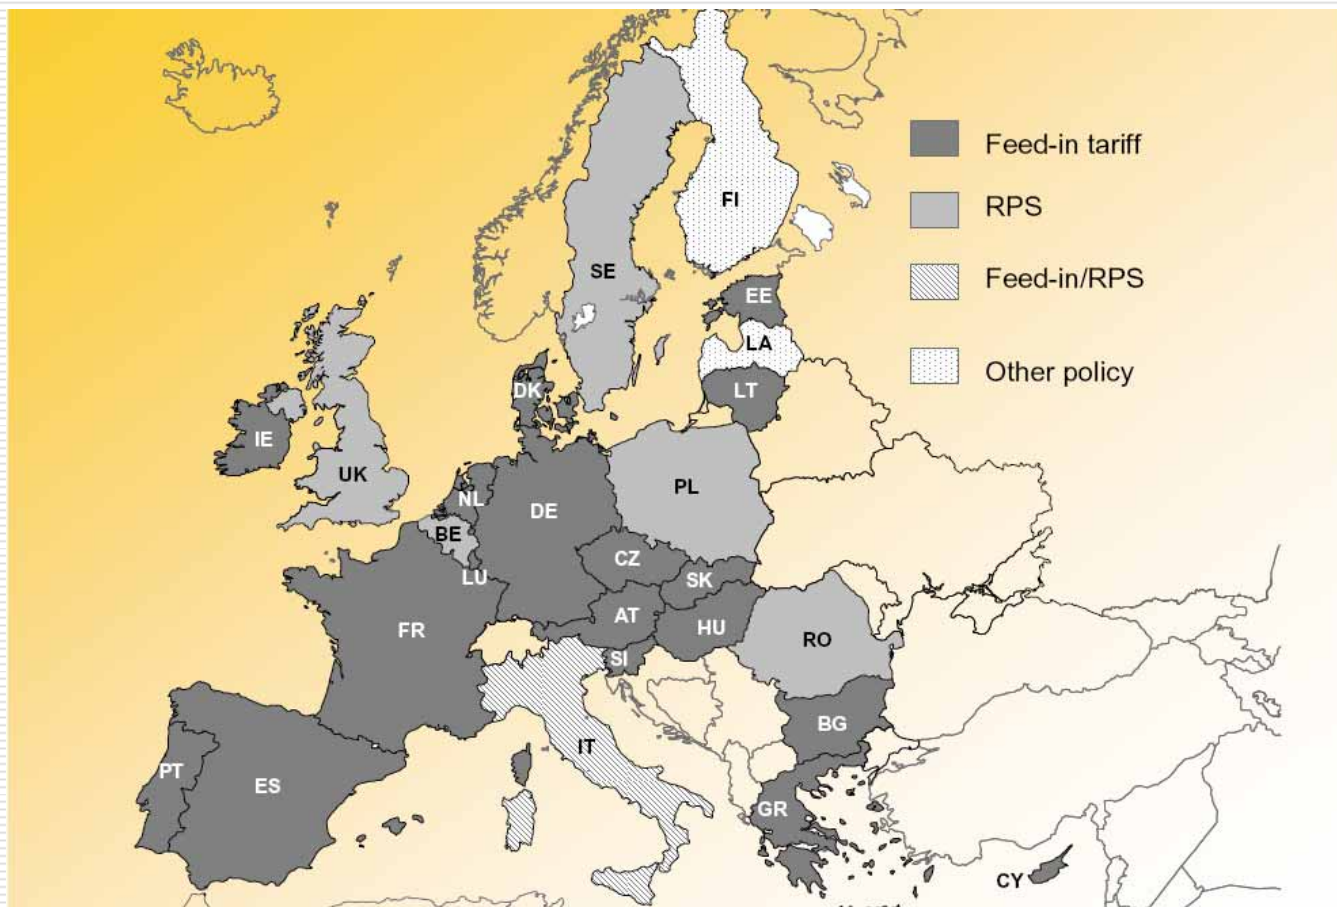 Feed-in tariff
RPS
Feed-in/RPS
Other policy
FI
SE
EE
LA
LT
DK
IE
UK
NL
DE
PL
BE
LU
CZ
SK
FR
AT
HU
SI
RO
IT
BG
PT
ES
GR
CY